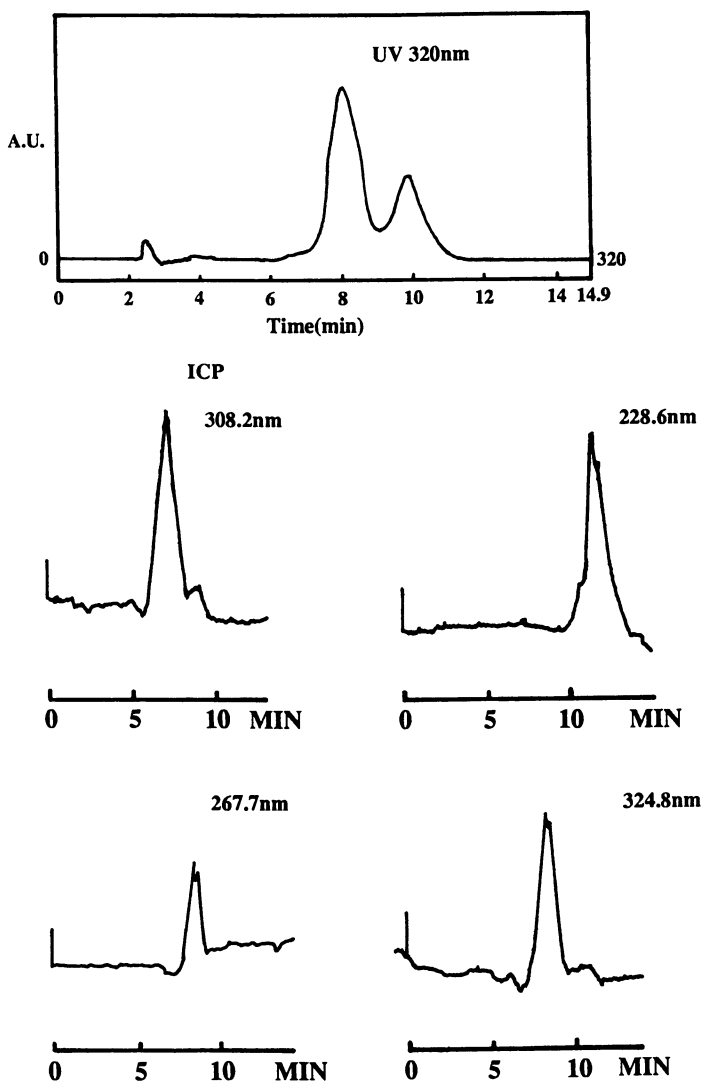 UV 320nm
A.U.
0 320
0 2 4 6 8 10 12 14 14.9
Time(min)
ICP
308.2nm 228.6nm
0 5 10 MIN 0 5 10 MIN
267.7nm 324.8nm
0 5 10 MIN 0 5 10 MIN